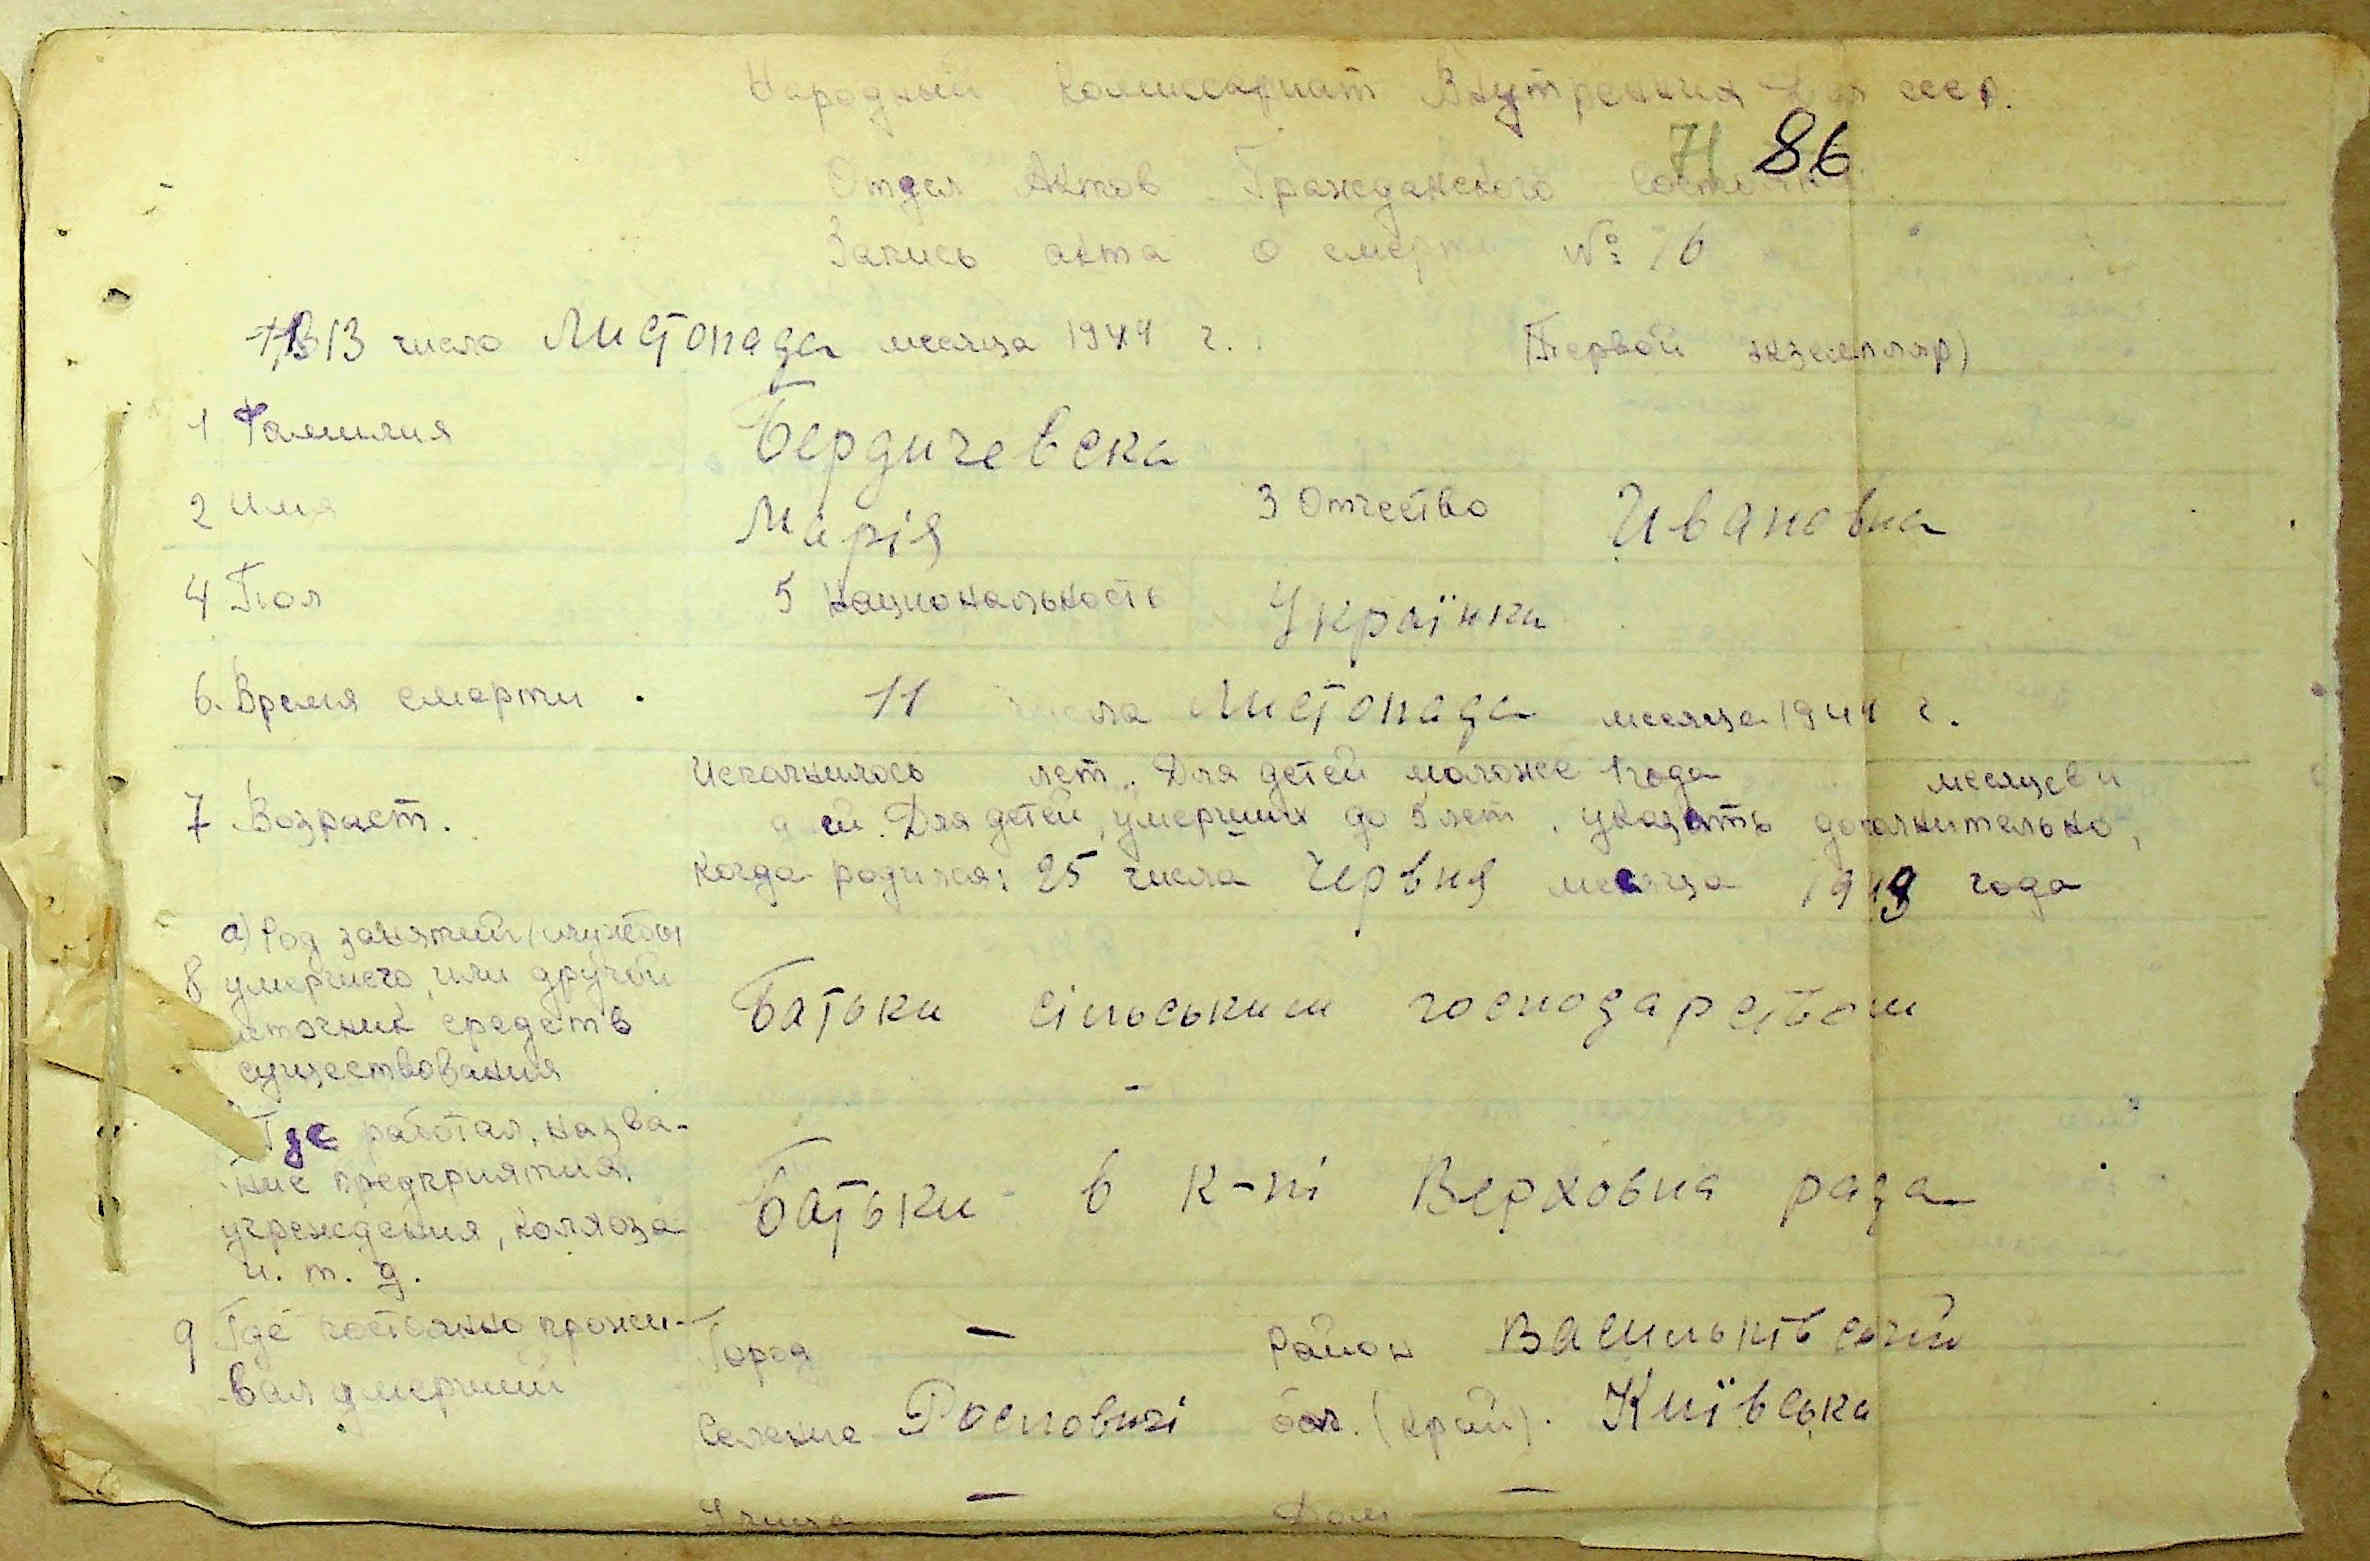 Народный комиссариат Внутренних Дел СССР.
71 86
Отдел Актов Гражданского Состояния
Запись акта о смерти № 76
13 число Листопада месяца 1944 г. (Первой экземпляр)
1 Фамилия Бердичевска
2 Имя Марія 3 Отчество Ивановна
4 Пол 5 Национальность Українка
6. Время смерти 11 числа Листопада месяца 1944 г.
Исполнилось лет. Для детей моложе 1 года месяцев и
7 Возраст. дней. Для детей, умерших до 5 лет, указать дополнительно,
когда родился: 25 числа Червня месяца года
а) Род занятий (службы
8 умершего, или другой
источник средств
существования
Батьки сільським господарством
Где работал, назва-
ние предприятия,
учреждения, колхоза
и. т. д.
Батьки в к-пі Верховна рада
9 Где постоянно прожи-
вал умерший
Город — район Васильківський
Селение Росповичі обл. (край). Київська
Улица — Дом —